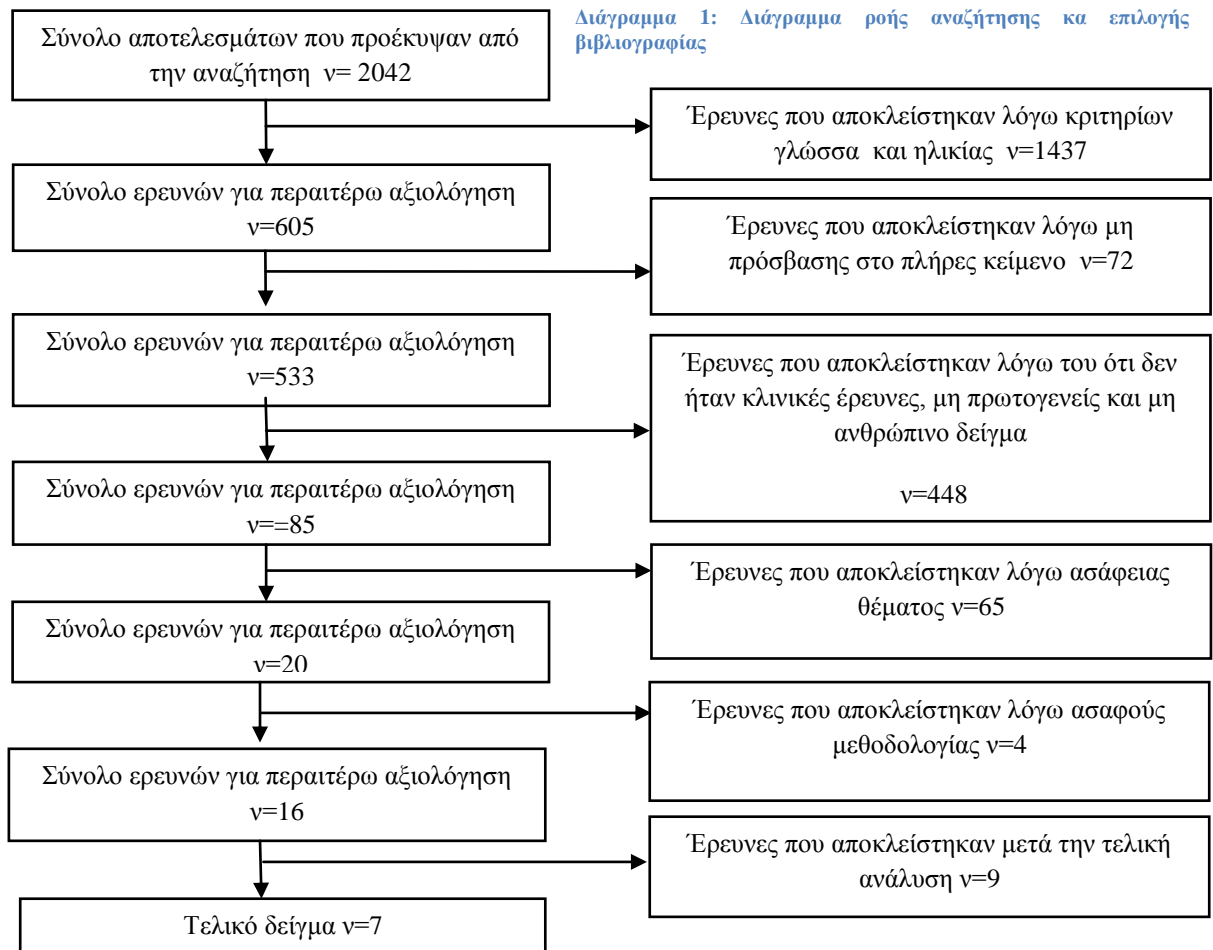 Διάγραμμα 1: Διάγραμμα ροής αναζήτησης κα επιλογής
βιβλιογραφίας
Σύνολο αποτελεσμάτων που προέκυψαν από
την αναζήτηση ν= 2042
Έρευνες που αποκλείστηκαν λόγω κριτηρίων
γλώσσα και ηλικίας ν=1437
Σύνολο ερευνών για περαιτέρω αξιολόγηση
ν=605
Έρευνες που αποκλείστηκαν λόγω μη
πρόσβασης στο πλήρες κείμενο ν=72
Σύνολο ερευνών για περαιτέρω αξιολόγηση
ν=533
Έρευνες που αποκλείστηκαν λόγω του ότι δεν
ήταν κλινικές έρευνες, μη πρωτογενείς και μη
ανθρώπινο δείγμα
ν=448
Σύνολο ερευνών για περαιτέρω αξιολόγηση
ν==85
Έρευνες που αποκλείστηκαν λόγω ασάφειας
θέματος ν=65
Σύνολο ερευνών για περαιτέρω αξιολόγηση
ν=20
Έρευνες που αποκλείστηκαν λόγω ασαφούς
μεθοδολογίας ν=4
Σύνολο ερευνών για περαιτέρω αξιολόγηση
ν=16
Έρευνες που αποκλείστηκαν μετά την τελική
ανάλυση ν=9
Τελικό δείγμα ν=7